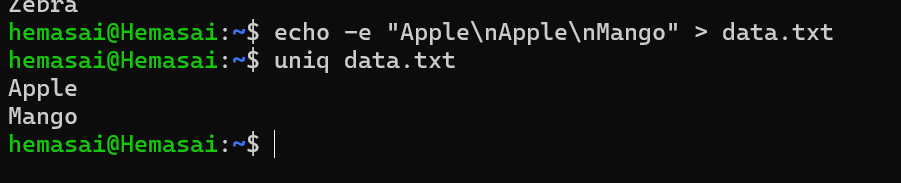 Zebra
hemasai@Hemasai:~$ echo -e "Apple\nApple\nMango" > data.txt
hemasai@Hemasai:~$ uniq data.txt
Apple
Mango
hemasai@Hemasai:~$